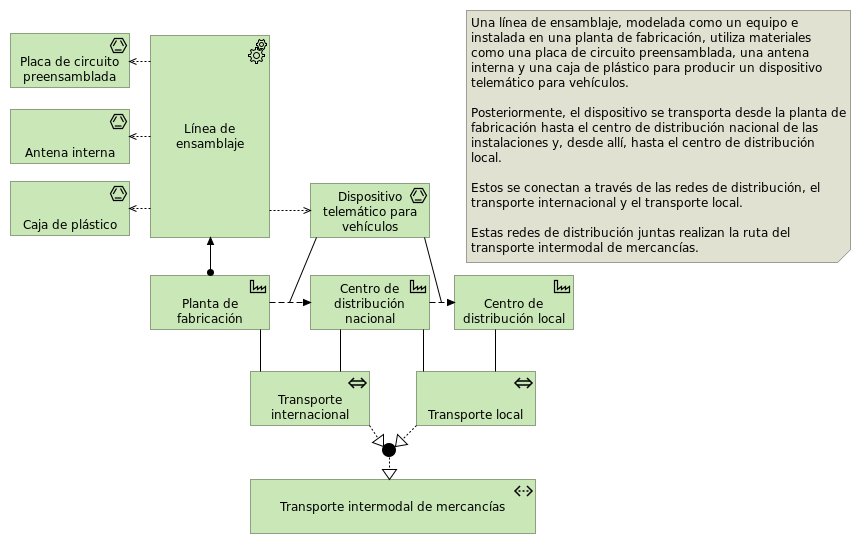 Placa de circuito
preensamblada
Antena interna
Caja de plástico
Línea de
ensamblaje
Dispositivo
telemático para
vehículos
Planta de
fabricación
Centro de
distribución
nacional
Centro de
distribución local
Transporte
internacional
Transporte local
Transporte intermodal de mercancías
Una línea de ensamblaje, modelada como un equipo e
instalada en una planta de fabricación, utiliza materiales
como una placa de circuito preensamblada, una antena
interna y una caja de plástico para producir un dispositivo
telemático para vehículos.
Posteriormente, el dispositivo se transporta desde la planta de
fabricación hasta el centro de distribución nacional de las
instalaciones y, desde allí, hasta el centro de distribución
local.
Estos se conectan a través de las redes de distribución, el
transporte internacional y el transporte local.
Estas redes de distribución juntas realizan la ruta del
transporte intermodal de mercancías.